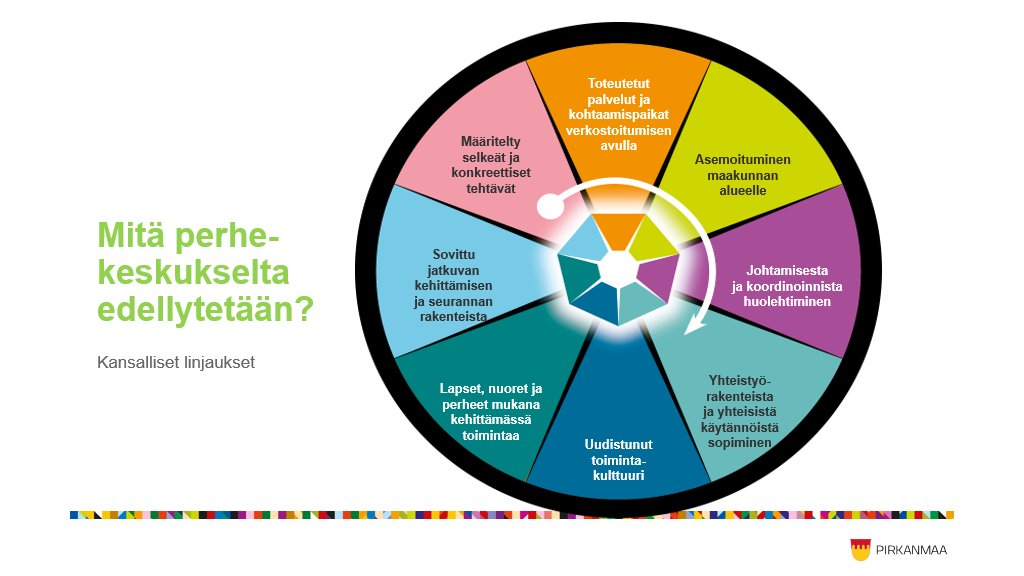 Mitä perhe-
keskukselta
edellytetään?
Kansalliset linjaukset
Toteutetut
palvelut ja
kohtaamispaikat
verkostoitumisen
avulla
Asemoituminen
maakunnan
alueelle
Johtamisesta
ja koordinoinnista
huolehtiminen
Yhteistyö-
rakenteista
ja yhteisistä
käytännöistä
sopiminen
Uudistunut
toiminta-
kulttuuri
Lapset, nuoret ja
perheet mukana
kehittämässä
toimintaa
Sovittu
jatkuvan
kehittämisen
ja seurannan
rakenteista
Määritelty
selkeät ja
konkreettiset
tehtävät
PIRKANMAA